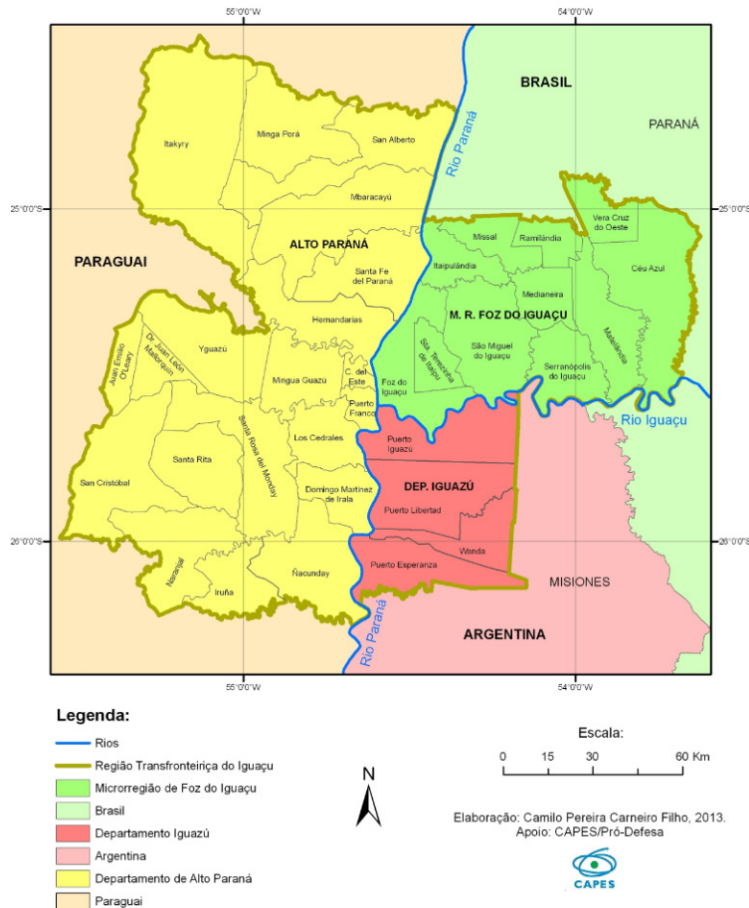 55°0'0"W
54°0'0"W
BRASIL
PARANÁ
Rio Paraná
Itakyry
Minga Porá
San Alberto
Mbaracayú
25°0'0"S
25°0'0"S
ALTO PARANÁ
PARAGUAI
Santa Fe
del Paraná
Hernandarias
Vera Cruz
do Oeste
Missal
Ramilândia
Itaipulândia
Céu Azul
Medianeira
M. R. FOZ DO IGUAÇU
São Miguel
do Iguaçu
Matelândia
Sta. Terezinha
de Itaipu
Serranópolis
do Iguaçu
Foz do
Iguaçu
Juan Emilio
O'Leary
Dr. Juan León
Mallorquin
Yguazú
Mingua Guazú
C. del
Este
Puerto
Franco
Rio Iguaçu
Los Cedrales
Santa Rosa del Monday
Santa Rita
San Cristóbal
Domingo Martínez
de Irala
Puerto
Iguazú
DEP. IGUAZÚ
Puerto Libertad
Wanda
Puerto Esperanza
26°0'0"S
26°0'0"S
Naranjal
Iruña
Ñacunday
MISIONES
ARGENTINA
Rio Paraná
55°0'0"W
54°0'0"W
Legenda:
Rios
Região Transfronteiriça do Iguaçu
Microrregião de Foz do Iguaçu
Brasil
Departamento Iguazú
Argentina
Departamento de Alto Paraná
Paraguai
N
Escala:
0 15 30 60 Km
Elaboração: Camilo Pereira Carneiro Filho, 2013.
Apoio: CAPES/Pró-Defesa
CAPES